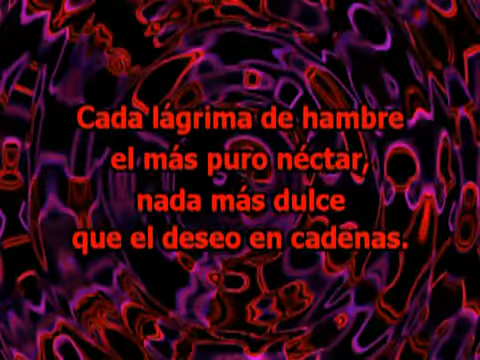 Cada lágrima de hambre
el más puro néctar,
nada más dulce
que el deseo en cadenas.